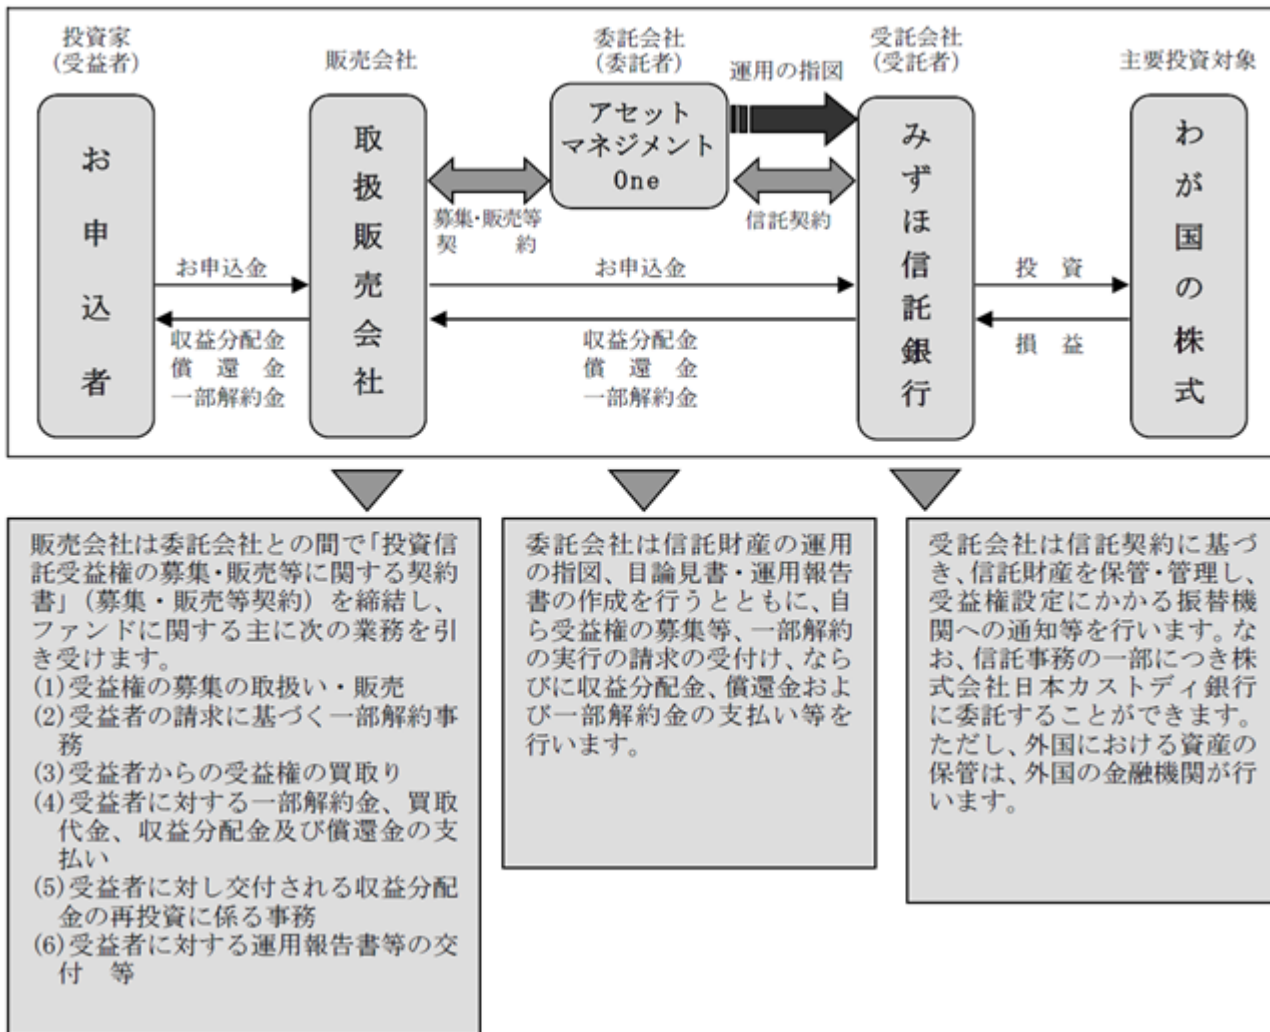 投資家
(受益者)
販売会社
委託会社
(委託者)
運用の指図
受託会社
(受託者)
主要投資対象
お申込者
取扱販売会社
アセット
マネジメント
One
みずほ信託銀行
わが国の株式
募集・販売等
契　　約
信託契約
お申込金
お申込金
投　資
収益分配金
償　還　金
一部解約金
収益分配金
償　還　金
一部解約金
損　益
販売会社は委託会社との間で「投資信
託受益権の募集・販売等に関する契約
書」（募集・販売等契約）を締結し、
ファンドに関する主に次の業務を引
き受けます。
(1)受益権の募集の取扱い・販売
(2)受益者の請求に基づく一部解約事
務
(3)受益者からの受益権の買取り
(4)受益者に対する一部解約金、買取
代金、収益分配金及び償還金の支
払い
(5)受益者に対し交付される収益分配
金の再投資に係る事務
(6)受益者に対する運用報告書等の交
付　等
委託会社は信託財産の運用
の指図、目論見書・運用報告
書の作成を行うとともに、自
ら受益権の募集等、一部解約
の実行の請求の受付け、なら
びに収益分配金、償還金およ
び一部解約金の支払い等を
行います。
受託会社は信託契約に基づ
き、信託財産を保管・管理し、
受益権設定にかかる振替機
関への通知等を行います。な
お、信託事務の一部につき株
式会社日本カストディ銀行
に委託することができます。
ただし、外国における資産の
保管は、外国の金融機関が行
います。